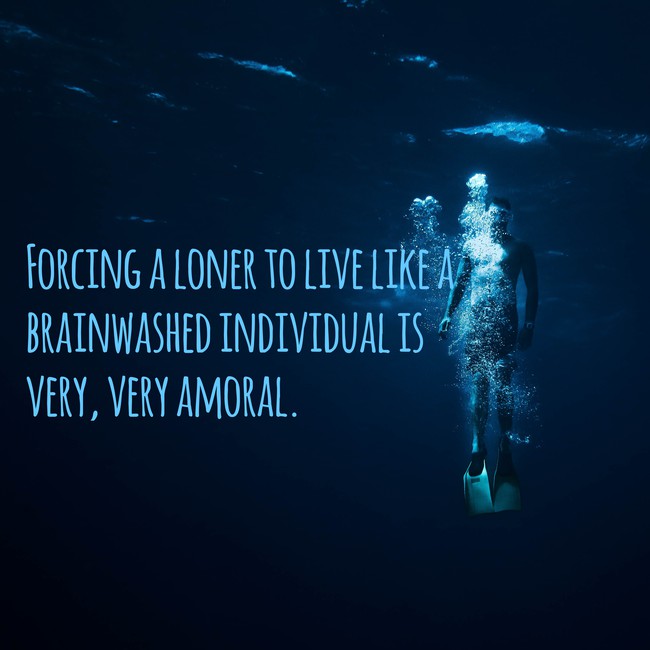 Forcing a loner to live like a
brainwashed individual is
very, very amoral.